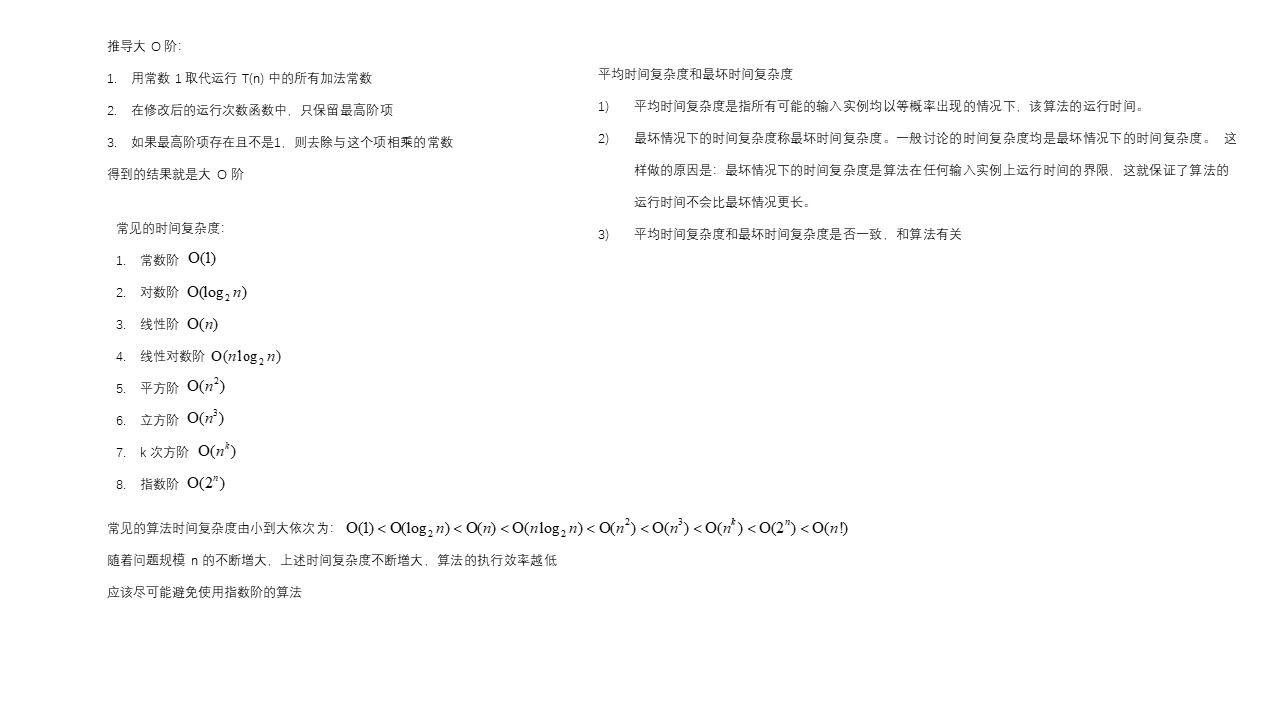 推导大 O 阶：
1. 用常数 1 取代运行 T(n) 中的所有加法常数
2. 在修改后的运行次数函数中，只保留最高阶项
3. 如果最高阶项存在且不是1，则去除与这个项相乘的常数
得到的结果就是大 O 阶
常见的时间复杂度：
1. 常数阶 O(1)
2. 对数阶 O(log₂ n)
3. 线性阶 O(n)
4. 线性对数阶 O(nlog₂ n)
5. 平方阶 O(n²)
6. 立方阶 O(n³)
7. k 次方阶 O(nᵏ)
8. 指数阶 O(2ⁿ)
常见的算法时间复杂度由小到大依次为： O(1) < O(log₂ n) < O(n) < O(nlog₂ n) < O(n²) < O(n³) < O(nᵏ) < O(2ⁿ) < O(n!)
随着问题规模 n 的不断增大，上述时间复杂度不断增大，算法的执行效率越低
应该尽可能避免使用指数阶的算法
平均时间复杂度和最坏时间复杂度
1) 平均时间复杂度是指所有可能的输入实例均以等概率出现的情况下，该算法的运行时间。
2) 最坏情况下的时间复杂度称最坏时间复杂度。一般讨论的时间复杂度均是最坏情况下的时间复杂度。 这
样做的原因是：最坏情况下的时间复杂度是算法在任何输入实例上运行时间的界限，这就保证了算法的
运行时间不会比最坏情况更长。
3) 平均时间复杂度和最坏时间复杂度是否一致，和算法有关